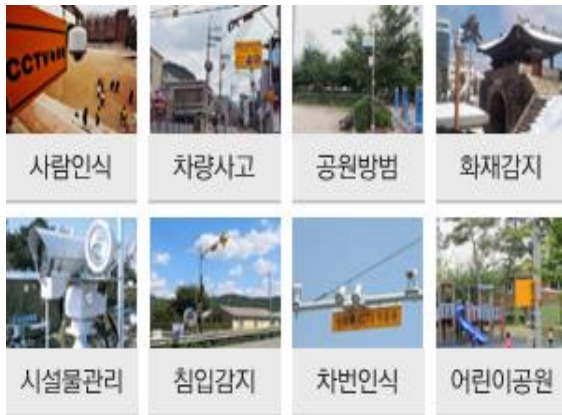 CCTV
사람인식
차량사고
공원방범
화재감지
시설물관리
침입감지
차번인식
어린이공원